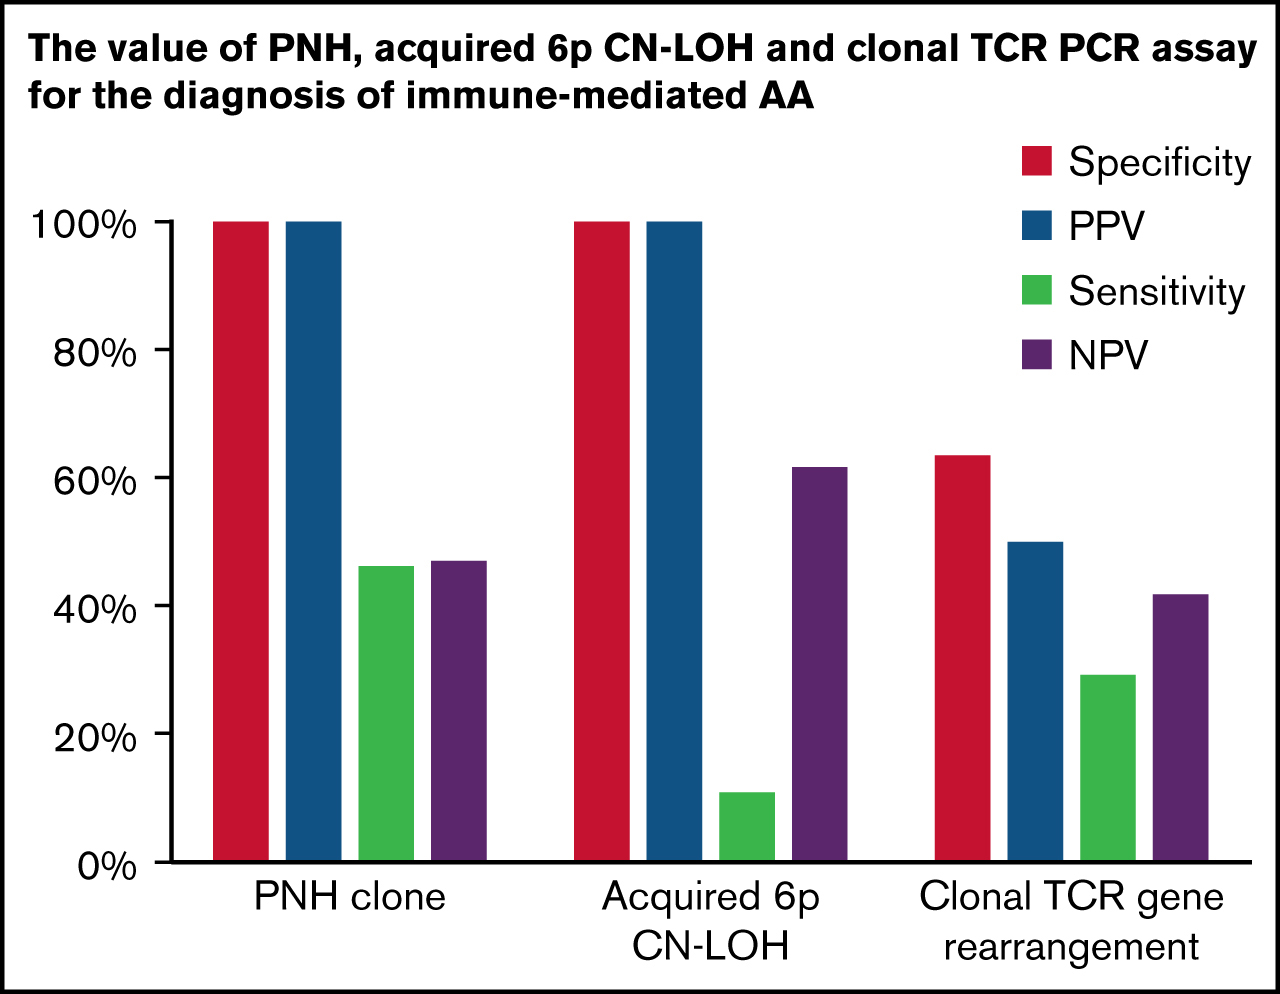 The value of PNH, acquired 6p CN-LOH and clonal TCR PCR assay
for the diagnosis of immune-mediated AA
Specificity
PPV
Sensitivity
NPV
100%
80%
60%
40%
20%
0%
PNH clone
Acquired 6p
CN-LOH
Clonal TCR gene
rearrangement